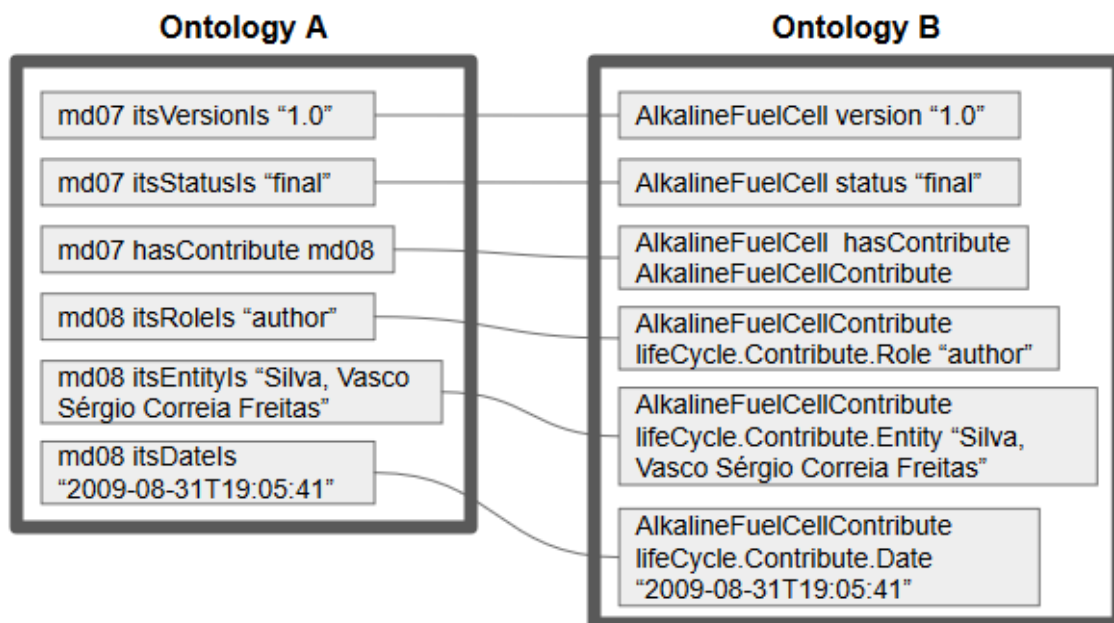 Ontology A
md07 itsVersionIs “1.0”
md07 itsStatusIs “final”
md07 hasContribute md08
md08 itsRoleIs “author”
md08 itsEntityIs “Silva, Vasco
Sérgio Correia Freitas”
md08 itsDateIs
“2009-08-31T19:05:41”
Ontology B
AlkalineFuelCell version “1.0”
AlkalineFuelCell status “final”
AlkalineFuelCell hasContribute
AlkalineFuelCellContribute
AlkalineFuelCellContribute
lifeCycle.Contribute.Role “author”
AlkalineFuelCellContribute
lifeCycle.Contribute.Entity “Silva,
Vasco Sérgio Correia Freitas”
AlkalineFuelCellContribute
lifeCycle.Contribute.Date
“2009-08-31T19:05:41”